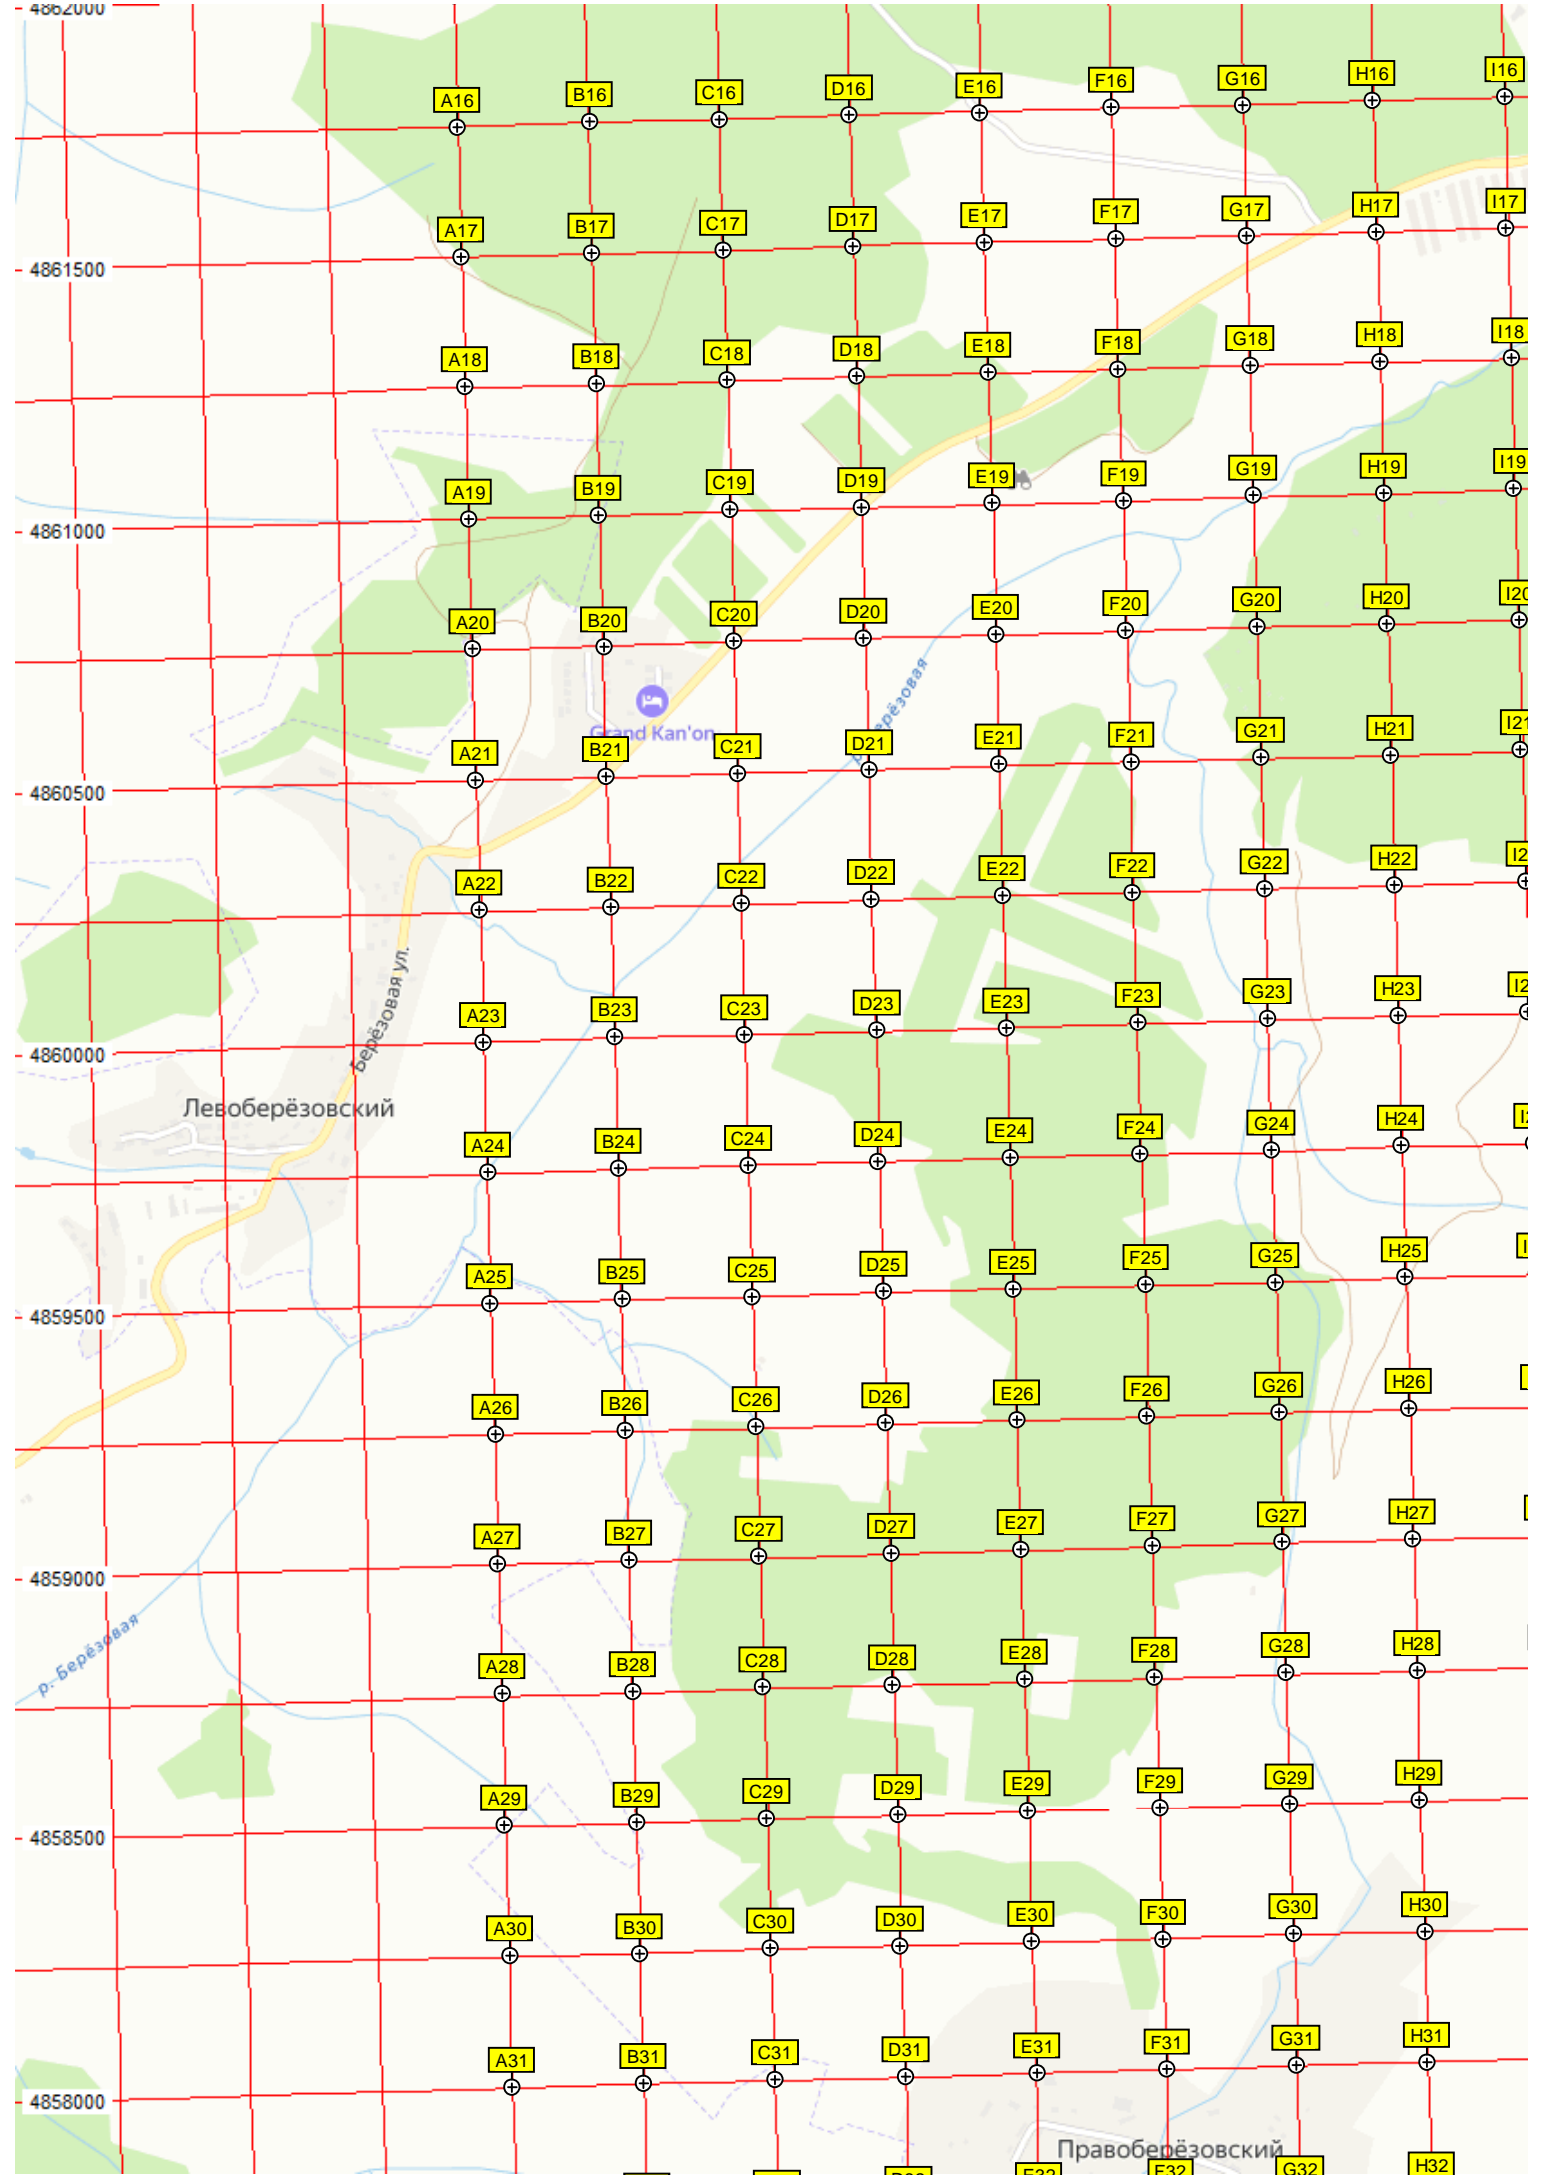 4862000
A16 B16 C16 D16 E16 F16 G16 H16 I16
A17 B17 C17 D17 E17 F17 G17 H17 I17
4861500
A18 B18 C18 D18 E18 F18 G18 H18 I18
A19 B19 C19 D19 E19 F19 G19 H19 I19
4861000
A20 B20 C20 D20 E20 F20 G20 H20 I20
Grand Kan'on
A21 B21 C21 D21 E21 F21 G21 H21 I21
4860500
A22 B22 C22 D22 E22 F22 G22 H22
Берёзовая ул.
A23 B23 C23 D23 E23 F23 G23 H23
4860000
Левоберёзовский
A24 B24 C24 D24 E24 F24 G24 H24
A25 B25 C25 D25 E25 F25 G25 H25
4859500
A26 B26 C26 D26 E26 F26 G26 H26
A27 B27 C27 D27 E27 F27 G27 H27
4859000
р. Берёзовая
A28 B28 C28 D28 E28 F28 G28 H28
A29 B29 C29 D29 E29 F29 G29 H29
4858500
A30 B30 C30 D30 E30 F30 G30 H30
A31 B31 C31 D31 E31 F31 G31 H31
4858000
Правоберёзовский
E32 F32 G32 H32